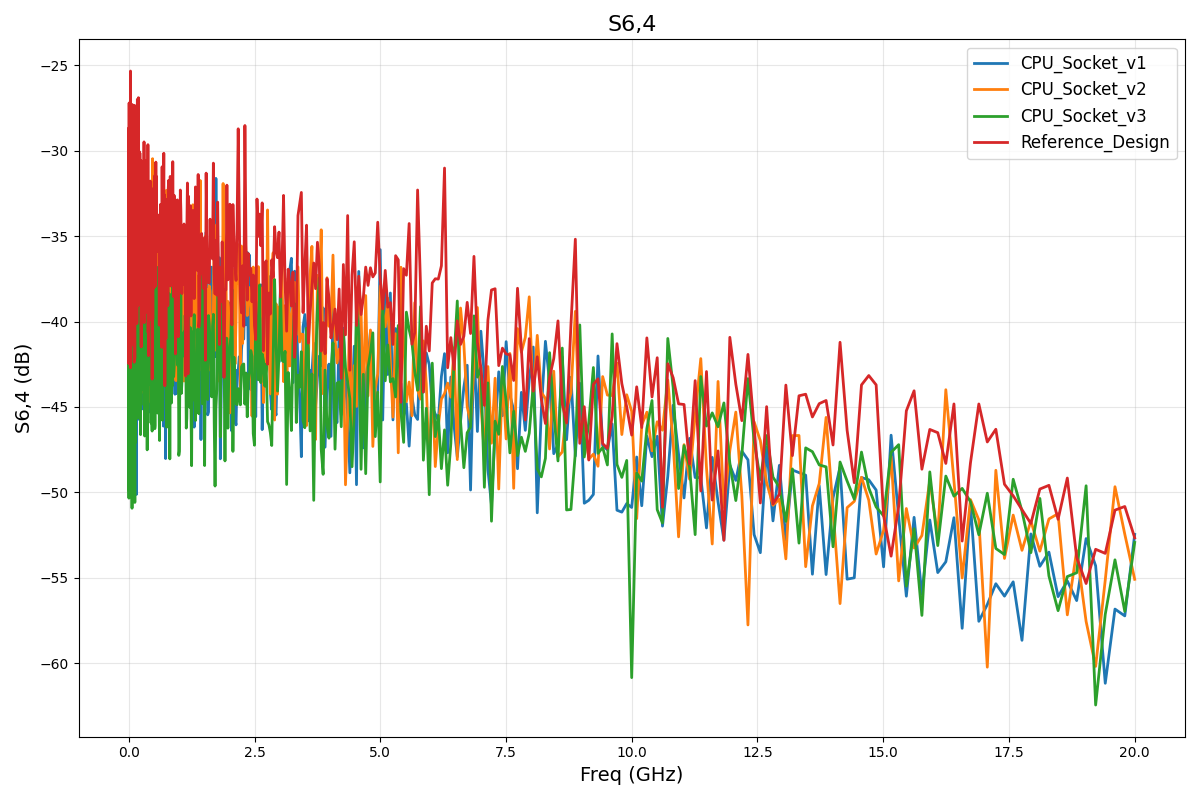 S6,4
CPU_Socket_v1
CPU_Socket_v2
CPU_Socket_v3
Reference_Design
S6,4 (dB)
−25
−30
−35
−40
−45
−50
−55
−60
0.0 2.5 5.0 7.5 10.0 12.5 15.0 17.5 20.0
Freq (GHz)